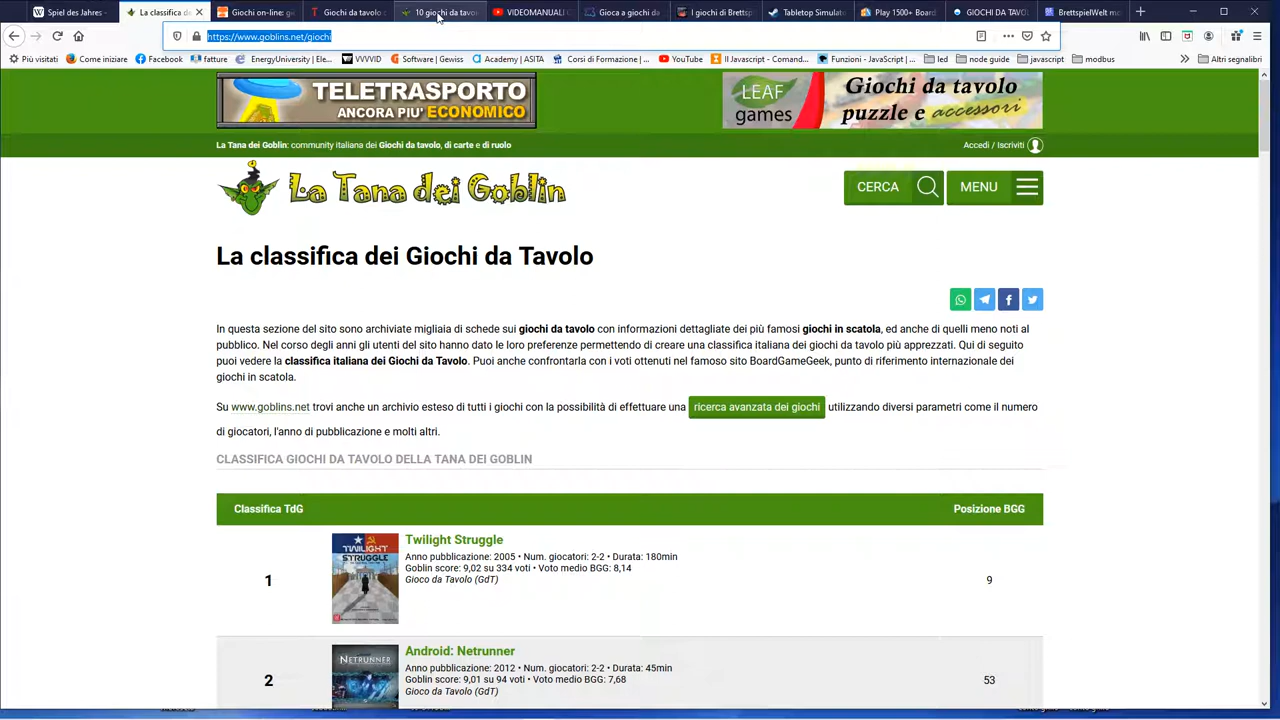 Spiel des Jahres - La classifica de Giochi on-line: ge Giochi da tavolo 10 giochi da tavo VIDEOMANUALI Gioca a giochi da I giochi di Brettsp Tabletop Simulato Play 1500+ Board GIOCHI DA TAVO BrettspielWelt m
https://www.goblins.net/giochi
Più visitati Come iniziare Facebook fatture EnergyUniversity | Ele... VVVVID Software | Gewiss Academy | ASITA Corsi di Formazione |... YouTube Il Javascript - Comand... Funzioni - JavaScript |... led node guide javascript modbus Altri segnalibri
TELETRASPORTO
ANCORA PIU' ECONOMICO
LEAF
games
Giochi da tavolo
puzzle e accessori
La Tana dei Goblin: community italiana dei Giochi da tavolo, di carte e di ruolo
Accedi / Iscriviti
La Tana dei Goblin
CERCA
MENU
La classifica dei Giochi da Tavolo
In questa sezione del sito sono archiviate migliaia di schede sui giochi da tavolo con informazioni dettagliate dei più famosi giochi in scatola, ed anche di quelli meno noti al
pubblico. Nel corso degli anni gli utenti del sito hanno dato le loro preferenze permettendo di creare una classifica italiana dei giochi da tavolo più apprezzati. Qui di seguito
puoi vedere la classifica italiana dei Giochi da Tavolo. Puoi anche confrontarla con i voti ottenuti nel famoso sito BoardGameGeek, punto di riferimento internazionale dei
giochi in scatola.
Su www.goblins.net trovi anche un archivio esteso di tutti i giochi con la possibilità di effettuare una ricerca avanzata dei giochi utilizzando diversi parametri come il numero
di giocatori, l'anno di pubblicazione e molti altri.
CLASSIFICA GIOCHI DA TAVOLO DELLA TANA DEI GOBLIN
Classifica TdG
Posizione BGG
1
TWILIGHT
STRUGGLE
Twilight Struggle
Anno pubblicazione: 2005 • Num. giocatori: 2-2 • Durata: 180min
Goblin score: 9,02 su 334 voti • Voto medio BGG: 8,14
Gioco da Tavolo (GdT)
9
2
NETRUNNER
Android: Netrunner
Anno pubblicazione: 2012 • Num. giocatori: 2-2 • Durata: 45min
Goblin score: 9,01 su 94 voti • Voto medio BGG: 7,68
Gioco da Tavolo (GdT)
53